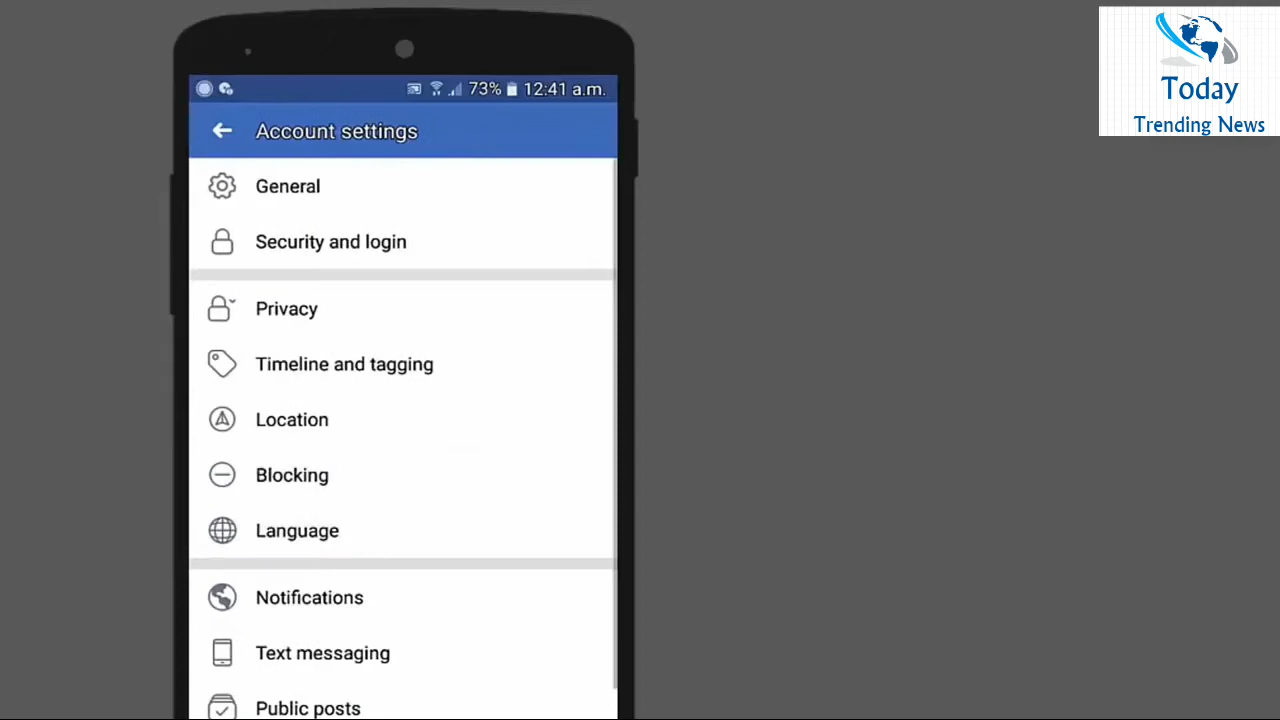 73% 12:41 a.m.
Account settings
General
Security and login
Privacy
Timeline and tagging
Location
Blocking
Language
Notifications
Text messaging
Public posts
Today
Trending News